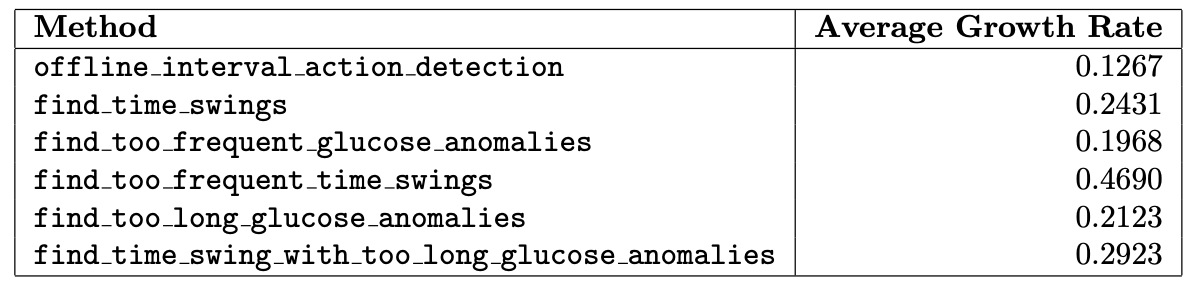 Method Average Growth Rate
offline_interval_action_detection 0.1267
find_time_swings 0.2431
find_too_frequent_glucose_anomalies 0.1968
find_too_frequent_time_swings 0.4690
find_too_long_glucose_anomalies 0.2123
find_time_swing_with_too_long_glucose_anomalies 0.2923